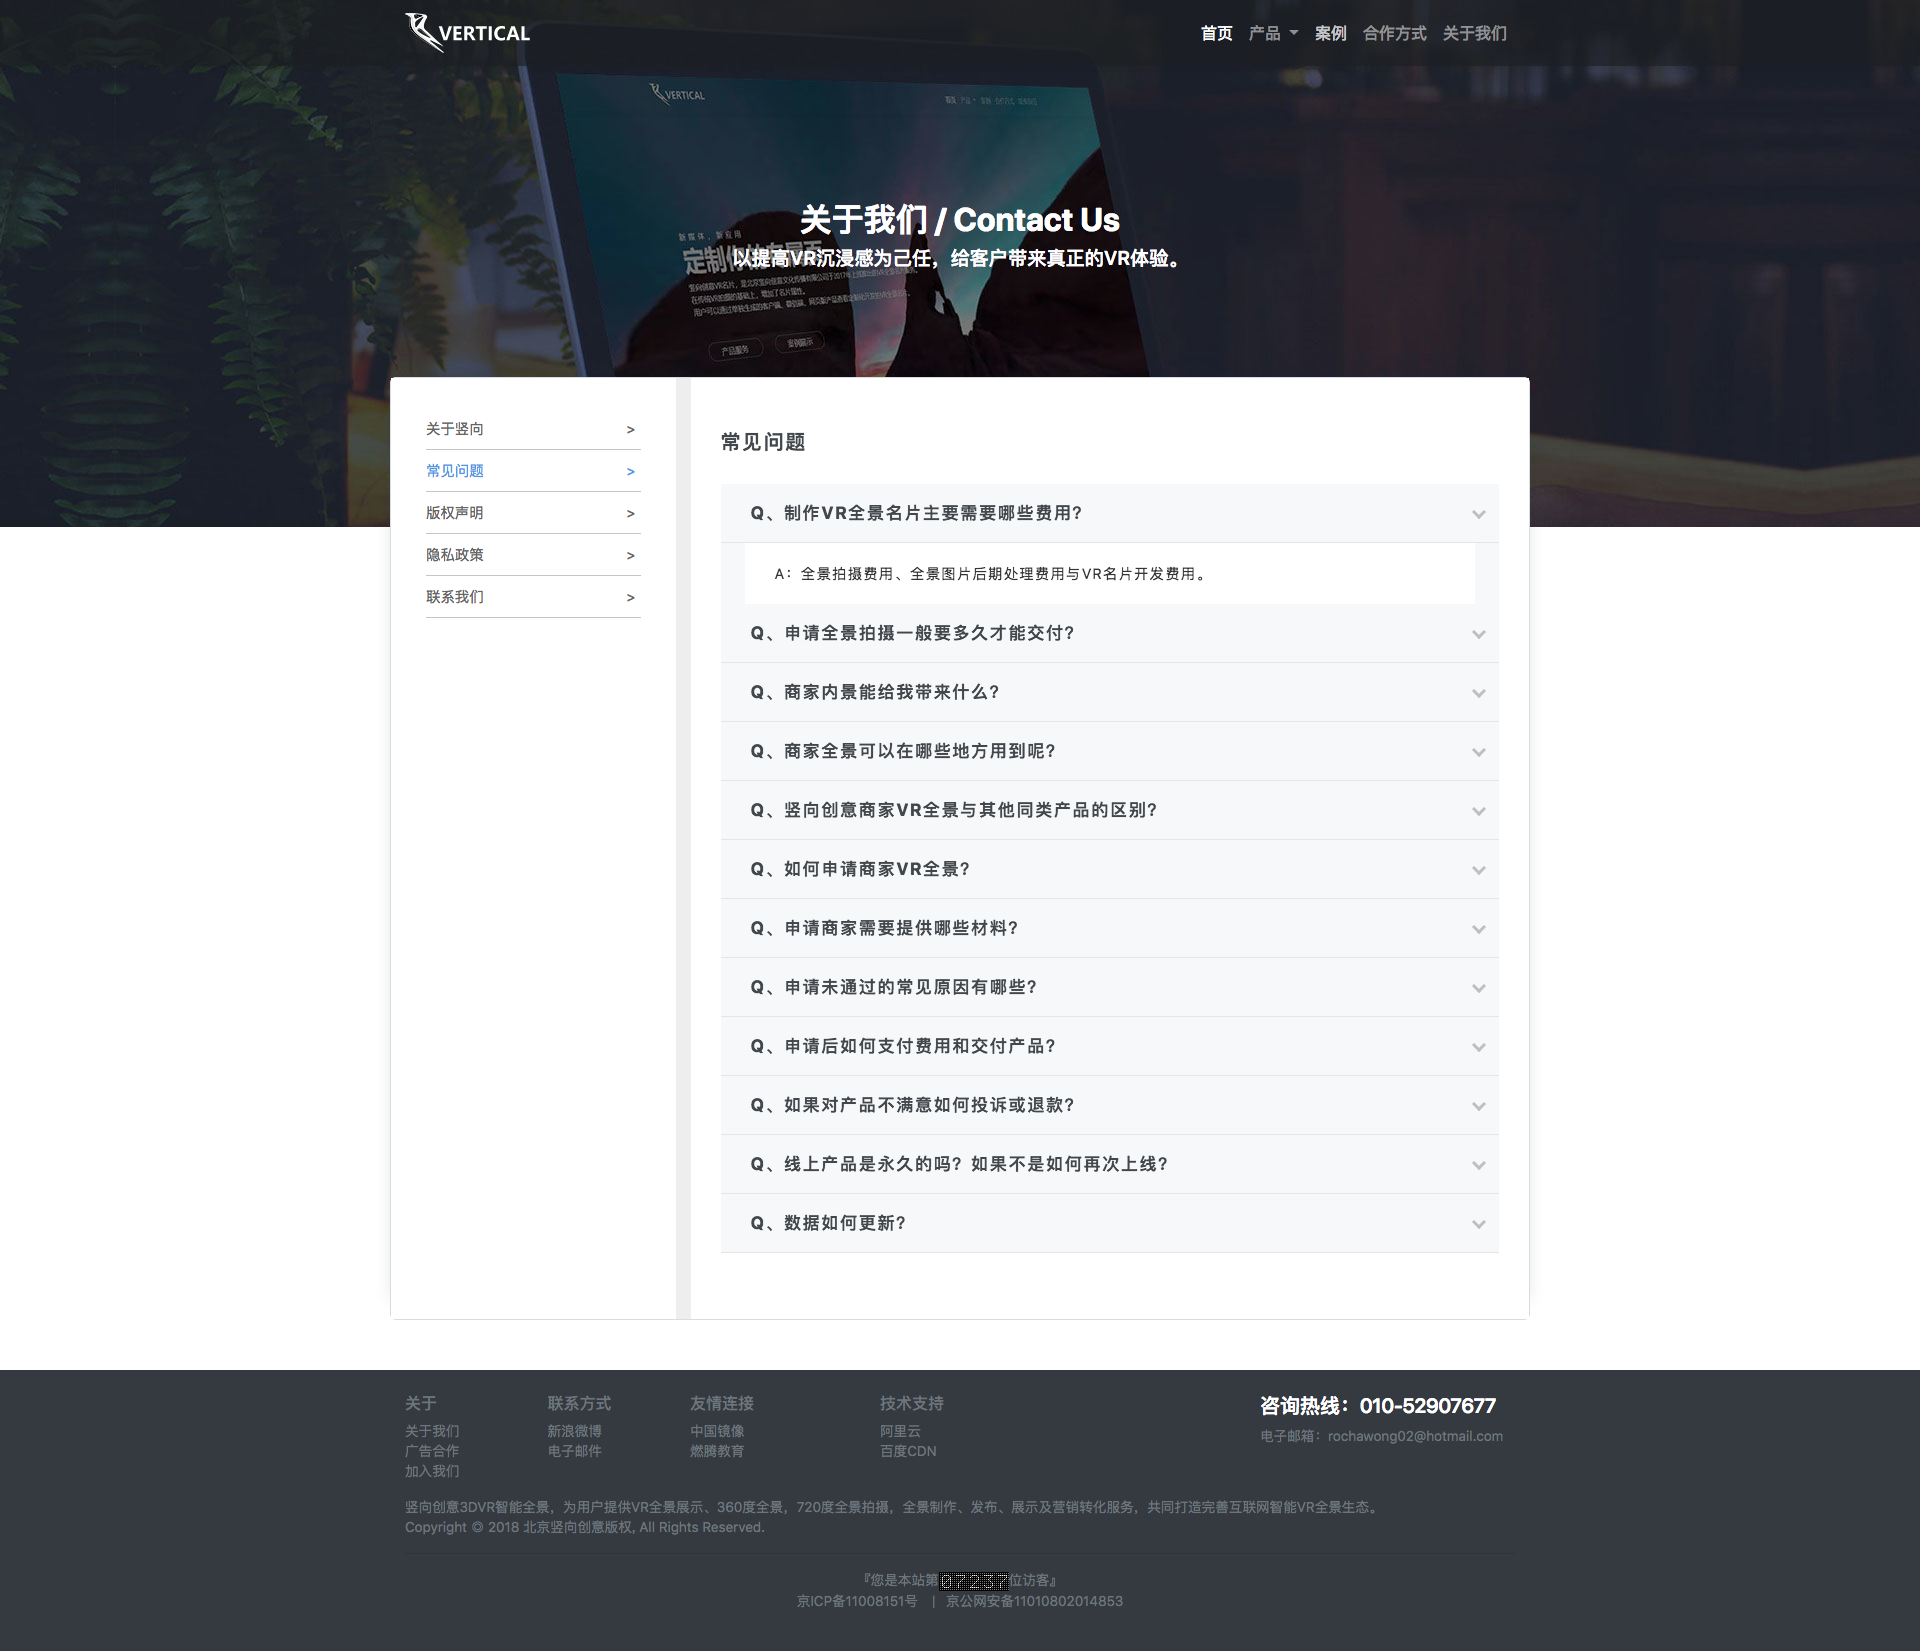 VERTICAL
首页 产品 案例 合作方式 关于我们
VERTICAL
关于我们 / Contact Us
新媒体，新应用
以提高VR沉浸感为己任，给客户带来真正的VR体验。
产品服务 案例展示
关于竖向 >
常见问题 >
版权声明 >
隐私政策 >
联系我们 >
常见问题
Q、制作VR全景名片主要需要哪些费用？
A：全景拍摄费用、全景图片后期处理费用与VR名片开发费用。
Q、申请全景拍摄一般要多久才能交付？
Q、商家内景能给我带来什么？
Q、商家全景可以在哪些地方用到呢？
Q、竖向创意商家VR全景与其他同类产品的区别？
Q、如何申请商家VR全景？
Q、申请商家需要提供哪些材料？
Q、申请未通过的常见原因有哪些？
Q、申请后如何支付费用和交付产品？
Q、如果对产品不满意如何投诉或退款？
Q、线上产品是永久的吗？如果不是如何再次上线？
Q、数据如何更新？
关于 联系方式 友情连接 技术支持 咨询热线：010-52907677
关于我们 新浪微博 中国镜像 阿里云 电子邮箱：rochawong02@hotmail.com
广告合作 电子邮件 燃腾教育 百度CDN
加入我们
竖向创意3DVR智能全景，为用户提供VR全景展示、360度全景，720度全景拍摄，全景制作、发布、展示及营销转化服务，共同打造完善互联网智能VR全景生态。
Copyright © 2018 北京竖向创意版权, All Rights Reserved.
『您是本站第07237位访客』
京ICP备11008151号 | 京公网安备11010802014853